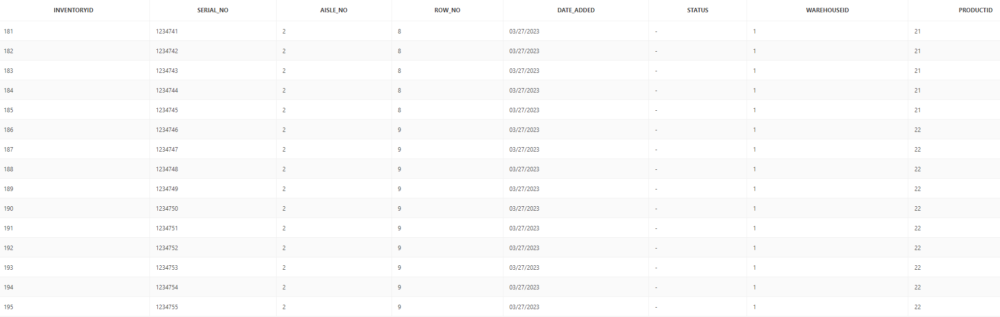 INVENTORYID SERIAL_NO AISLE_NO ROW_NO DATE_ADDED STATUS WAREHOUSEID PRODUCTID
181 1234741 2 8 03/27/2023 - 1 21
182 1234742 2 8 03/27/2023 - 1 21
183 1234743 2 8 03/27/2023 - 1 21
184 1234744 2 8 03/27/2023 - 1 21
185 1234745 2 8 03/27/2023 - 1 21
186 1234746 2 9 03/27/2023 - 1 22
187 1234747 2 9 03/27/2023 - 1 22
188 1234748 2 9 03/27/2023 - 1 22
189 1234749 2 9 03/27/2023 - 1 22
190 1234750 2 9 03/27/2023 - 1 22
191 1234751 2 9 03/27/2023 - 1 22
192 1234752 2 9 03/27/2023 - 1 22
193 1234753 2 9 03/27/2023 - 1 22
194 1234754 2 9 03/27/2023 - 1 22
195 1234755 2 9 03/27/2023 - 1 22